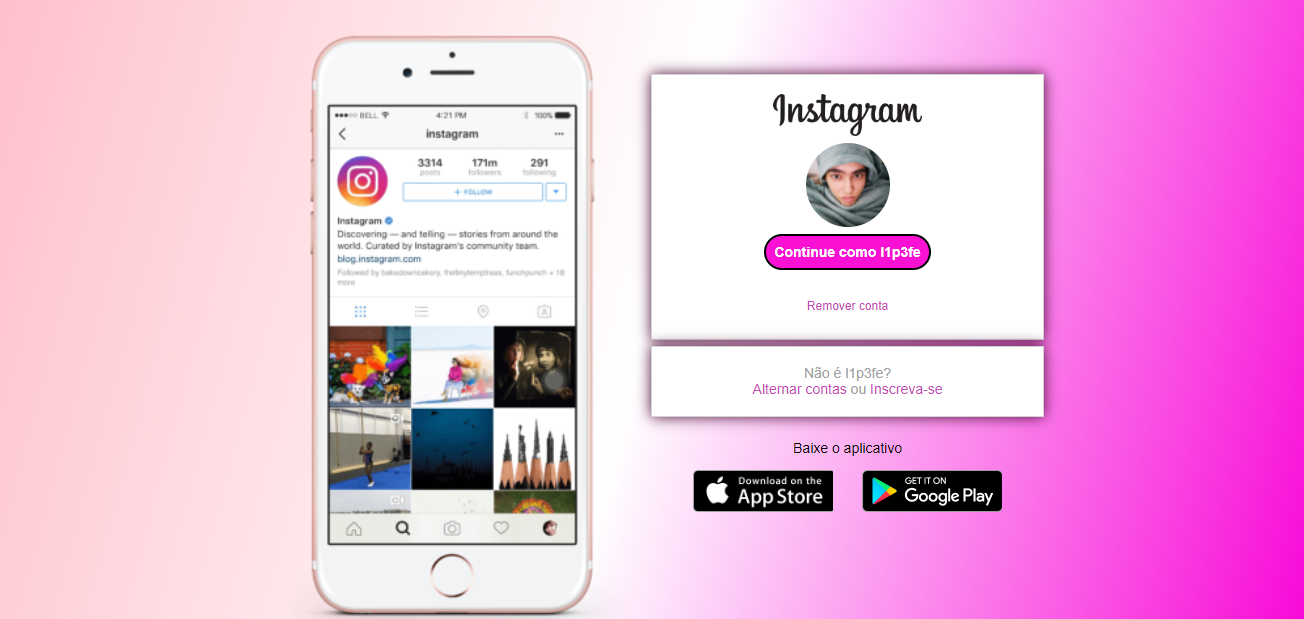 BELL 4:21 PM 100%
instagram
3314 171m 291
posts followers following
+ FOLLOW
Instagram
Discovering — and telling — stories from around the
world. Curated by Instagram's community team.
blog.instagram.com
Followed by bakedowncakery, thetinytemptress, funchpunch + 18
more
Instagram
Continue como l1p3fe
Remover conta
Não é l1p3fe?
Alternar contas ou Inscreva-se
Baixe o aplicativo
Download on the
App Store
GET IT ON
Google Play